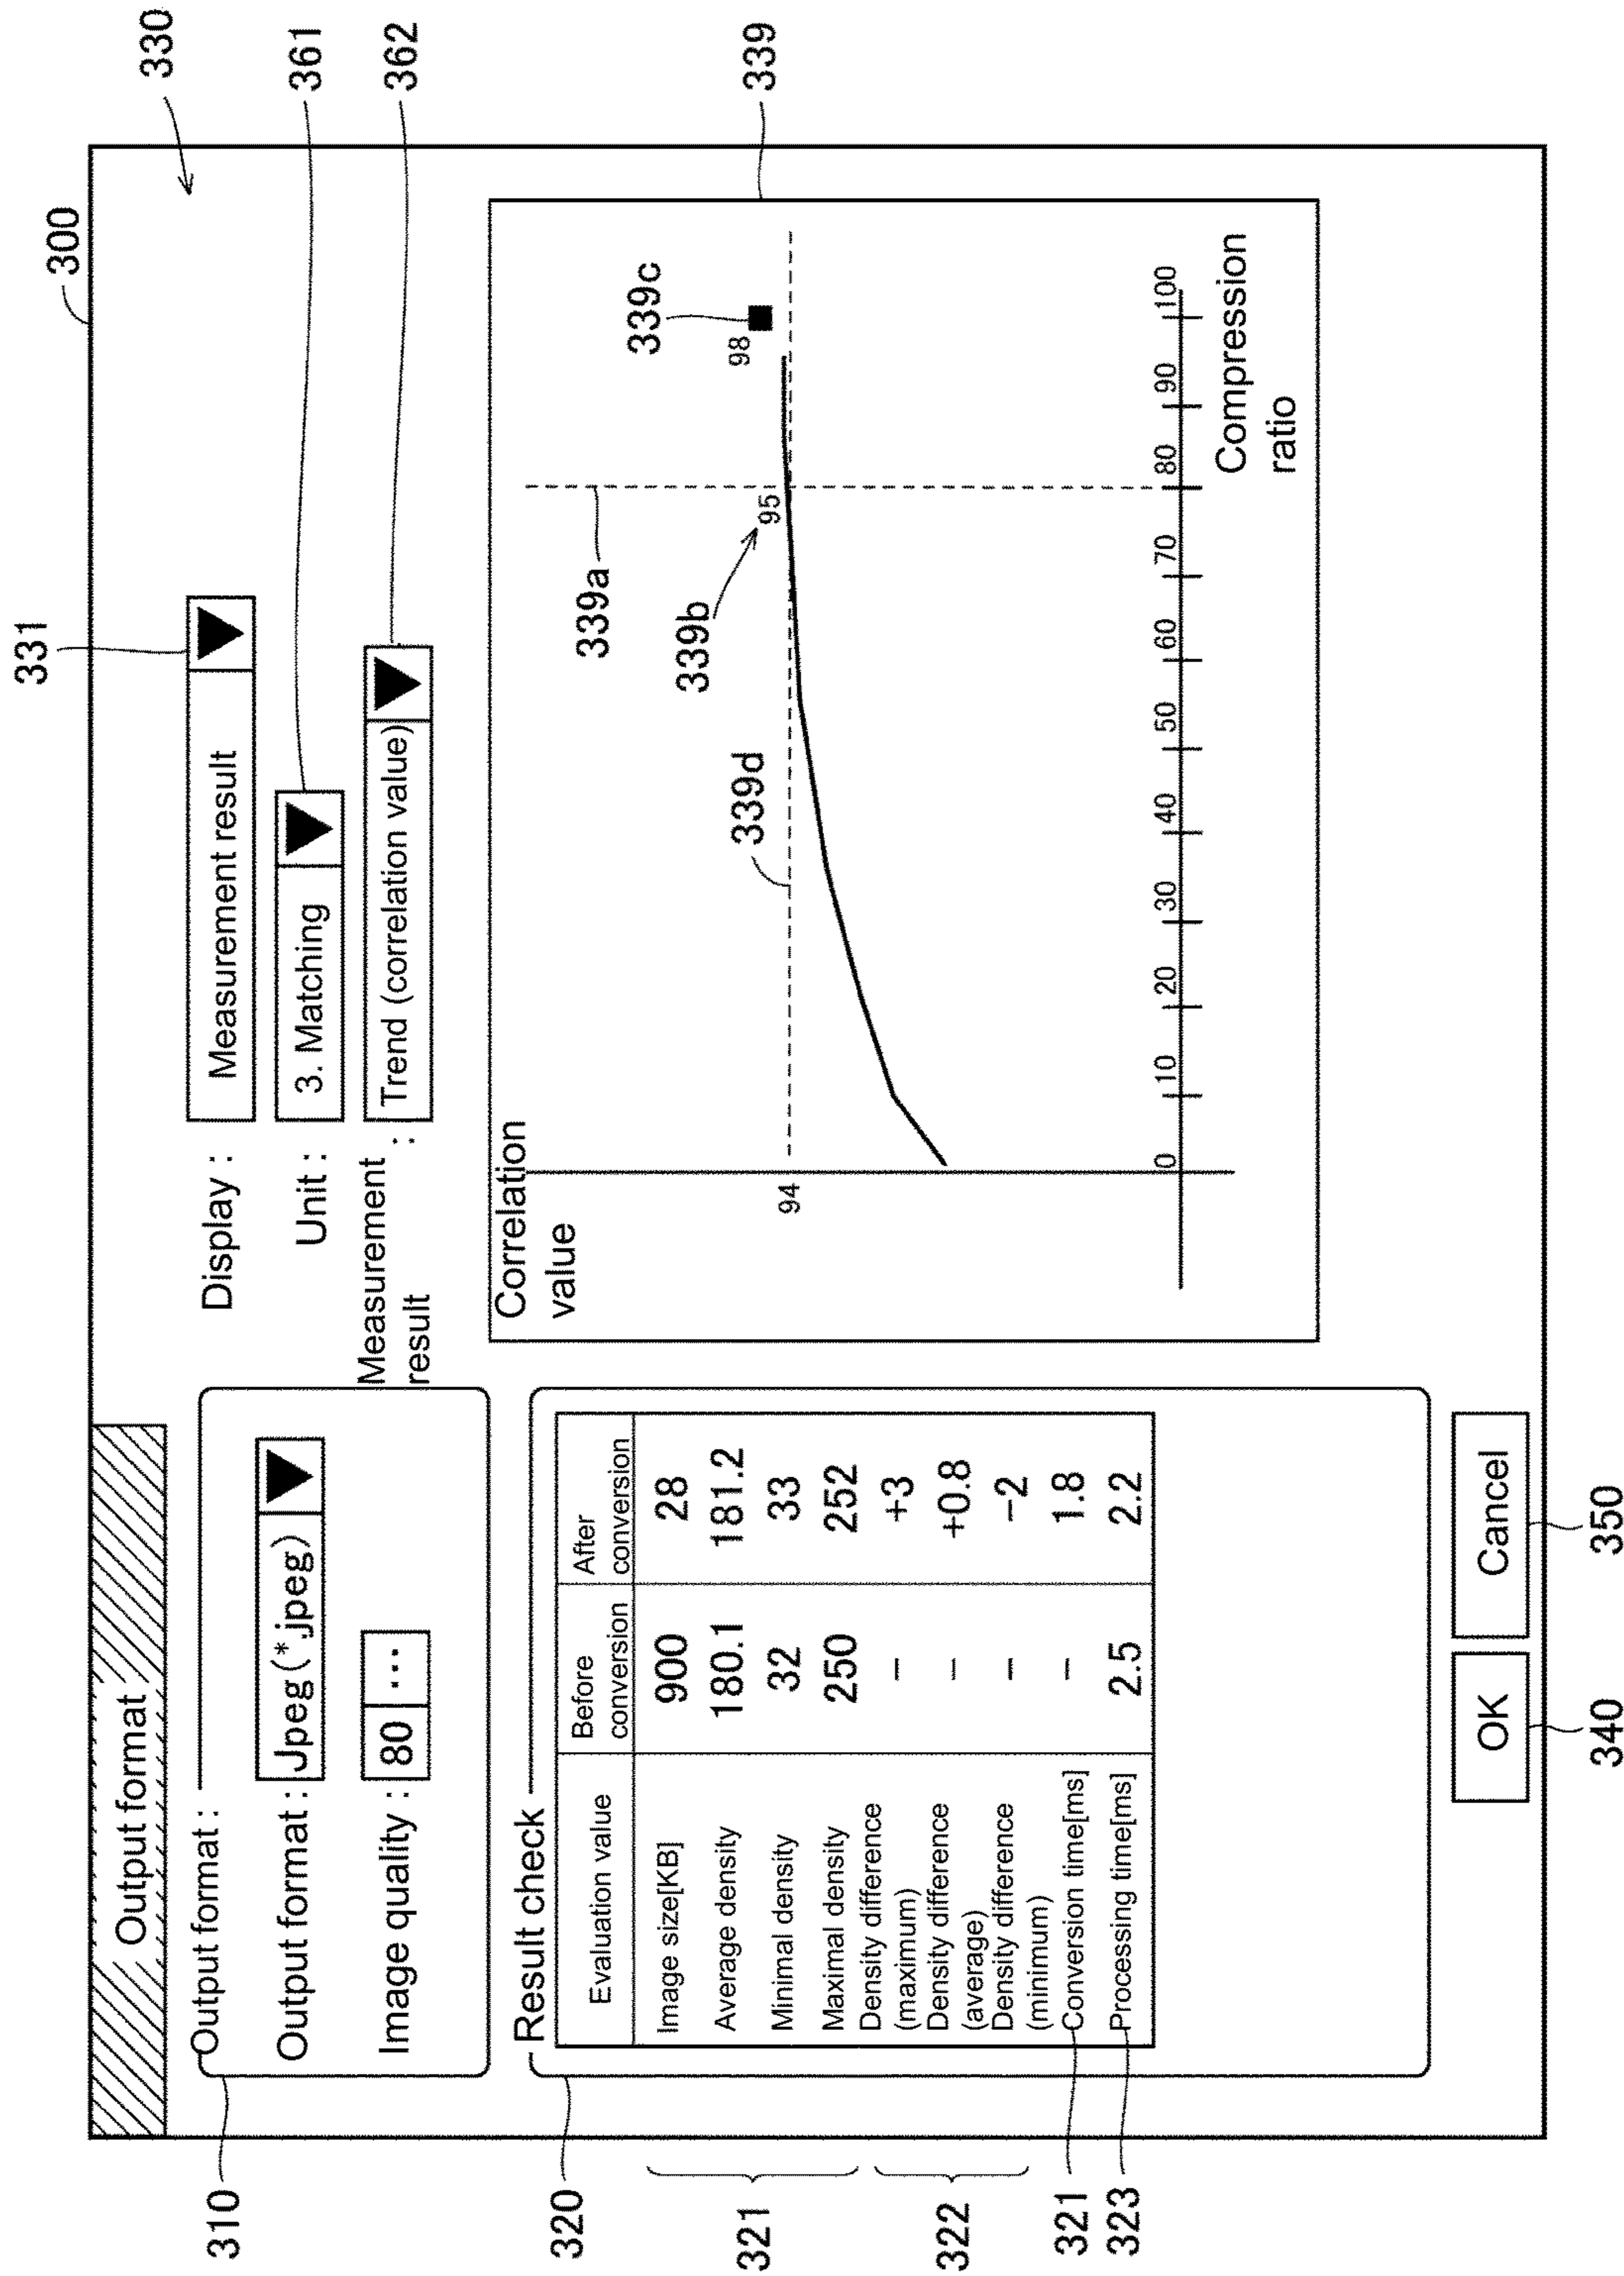 300
330
331
361
362
Output format
310
Output format :
Output format : Jpeg(*.jpeg)
Image quality : 80 ...
Display : Measurement result
Unit : 3. Matching
Measurement
result
: Trend (correlation value)
320
Result check
Evaluation value
Before
conversion
After
conversion
321
Image size[KB] 900 28
Average density 180.1 181.2
Minimal density 32 33
Maximal density 250 252
322
Density difference
(maximum) – +3
Density difference
(average) – +0.8
Density difference
(minimum) – −2
321
Conversion time[ms] – 1.8
323
Processing time[ms] 2.5 2.2
339
Correlation
value
339a
339b
339c
339d
98
95
94
0 10 20 30 40 50 60 70 80 90 100
Compression
ratio
OK
Cancel
340
350